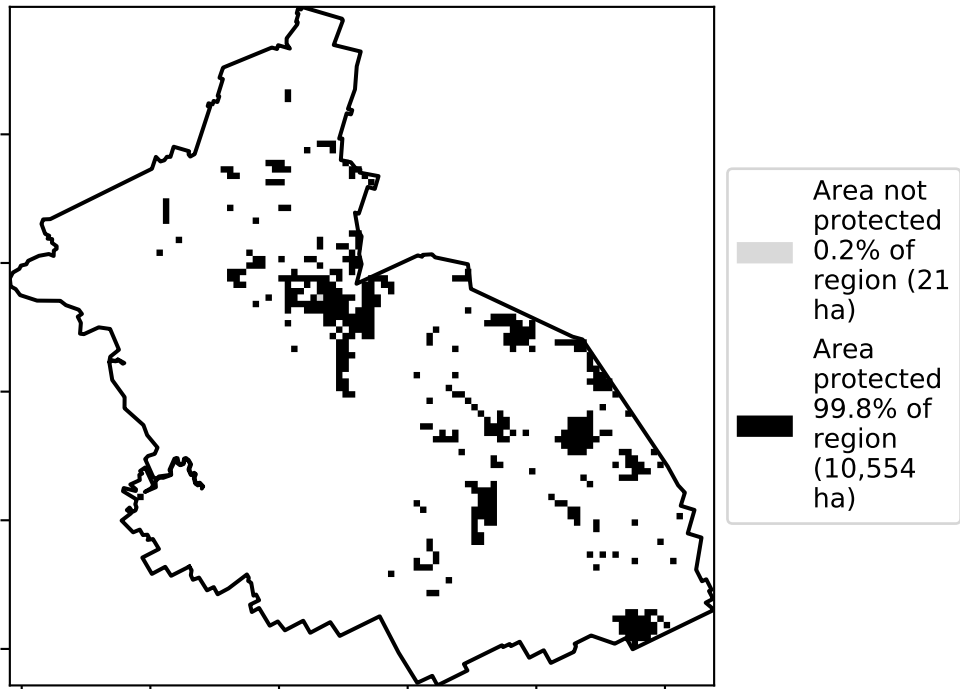 Area not
protected
0.2% of
region (21
ha)
Area
protected
99.8% of
region
(10,554
ha)